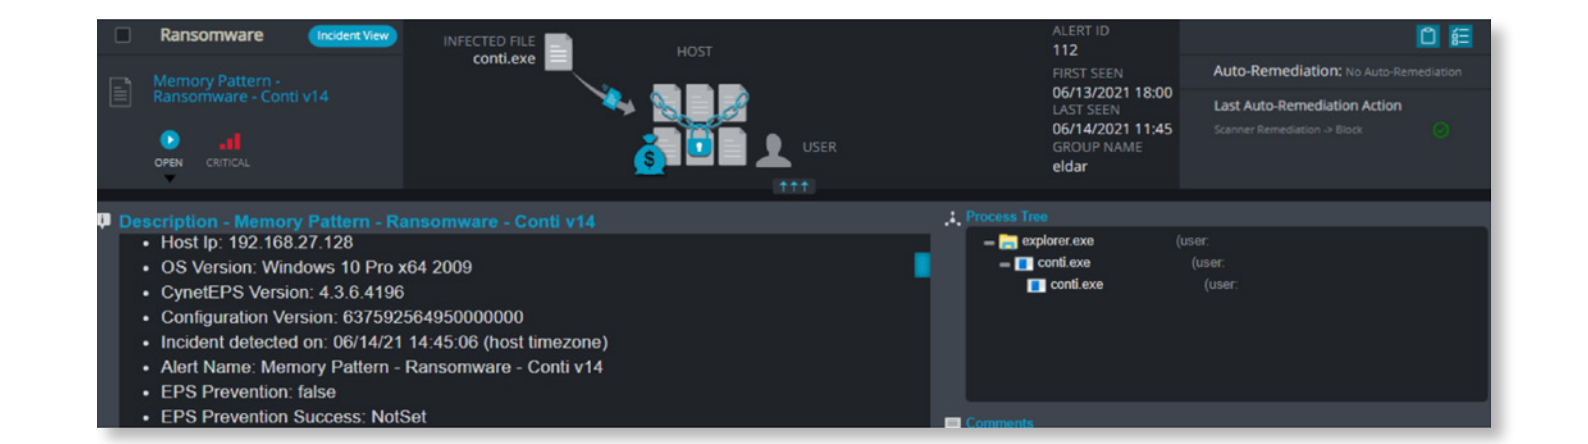 Ransomware
Incident View
Memory Pattern -
Ransomware - Conti v14
OPEN
CRITICAL
INFECTED FILE
conti.exe
HOST
USER
$
ALERT ID
112
FIRST SEEN
06/13/2021 18:00
LAST SEEN
06/14/2021 11:45
GROUP NAME
eldar
Auto-Remediation: No Auto-Remediation
Last Auto-Remediation Action
Scanner Remediation -> Block
Description - Memory Pattern - Ransomware - Conti v14
• Host Ip: 192.168.27.128
• OS Version: Windows 10 Pro x64 2009
• CynetEPS Version: 4.3.6.4196
• Configuration Version: 637592564950000000
• Incident detected on: 06/14/21 14:45:06 (host timezone)
• Alert Name: Memory Pattern - Ransomware - Conti v14
• EPS Prevention: false
• EPS Prevention Success: NotSet
Process Tree
explorer.exe (user:
conti.exe (user:
conti.exe (user:
Comments